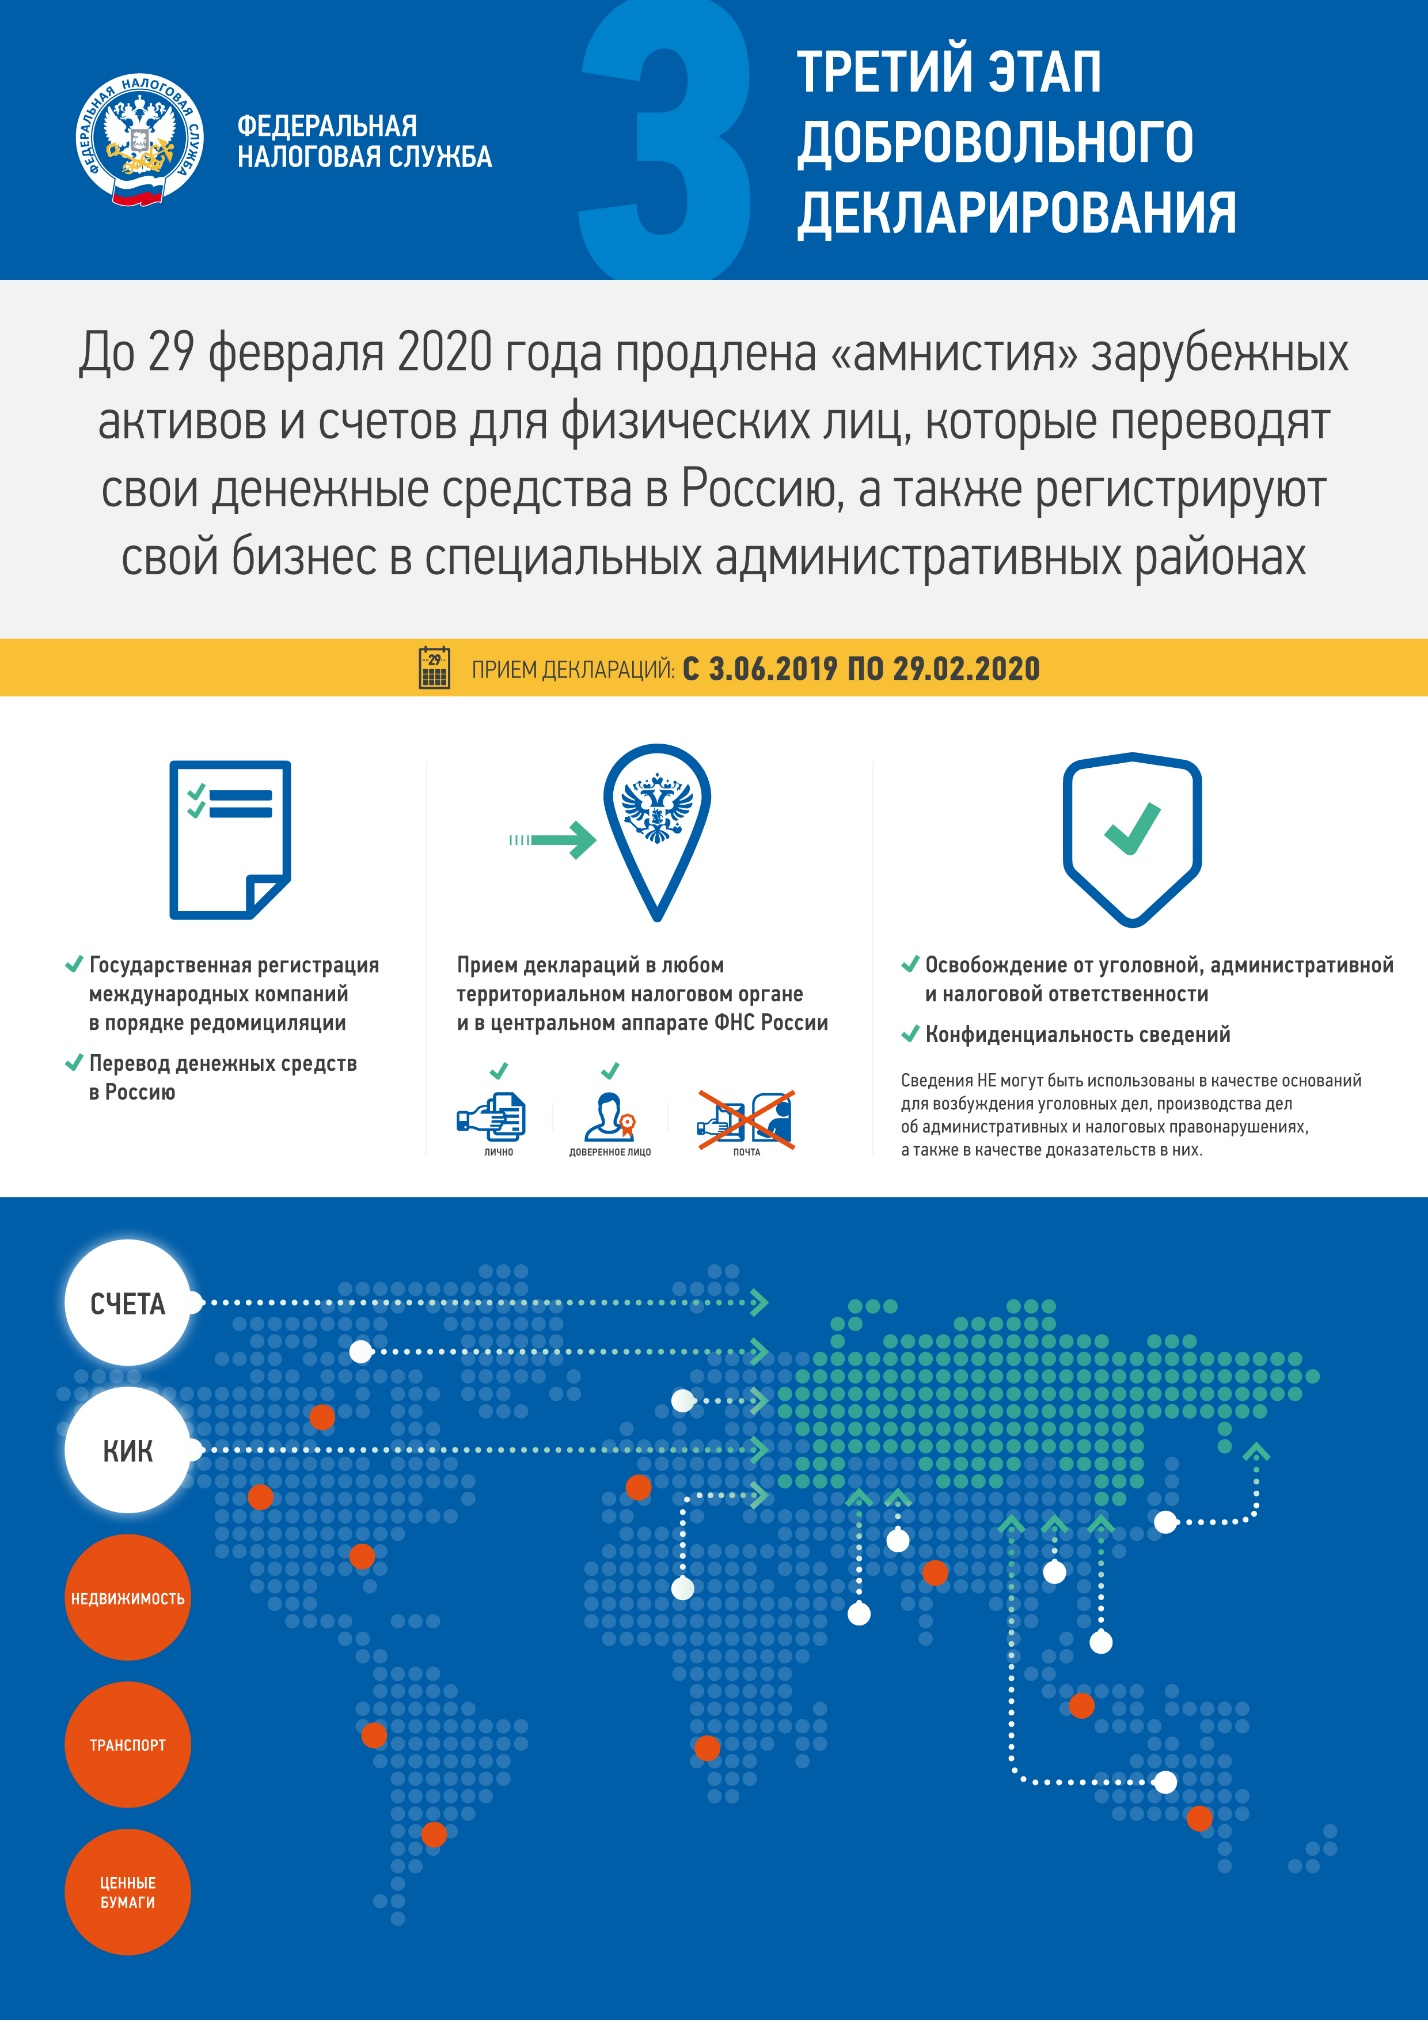 ФЕДЕРАЛЬНАЯ НАЛОГОВАЯ СЛУЖБА
ФЕДЕРАЛЬНАЯ
НАЛОГОВАЯ СЛУЖБА
3
ТРЕТИЙ ЭТАП
ДОБРОВОЛЬНОГО
ДЕКЛАРИРОВАНИЯ
До 29 февраля 2020 года продлена «амнистия» зарубежных
активов и счетов для физических лиц, которые переводят
свои денежные средства в Россию, а также регистрируют
свой бизнес в специальных административных районах
29
ПРИЕМ ДЕКЛАРАЦИЙ: С 3.06.2019 ПО 29.02.2020
Государственная регистрация
международных компаний
в порядке редомициляции
Перевод денежных средств
в Россию
Прием деклараций в любом
территориальном налоговом органе
и в центральном аппарате ФНС России
ЛИЧНО
ДОВЕРЕННОЕ ЛИЦО
ПОЧТА
Освобождение от уголовной, административной
и налоговой ответственности
Конфиденциальность сведений
Сведения НЕ могут быть использованы в качестве оснований
для возбуждения уголовных дел, производства дел
об административных и налоговых правонарушениях,
а также в качестве доказательств в них.
СЧЕТА
КИК
НЕДВИЖИМОСТЬ
ТРАНСПОРТ
ЦЕННЫЕ
БУМАГИ